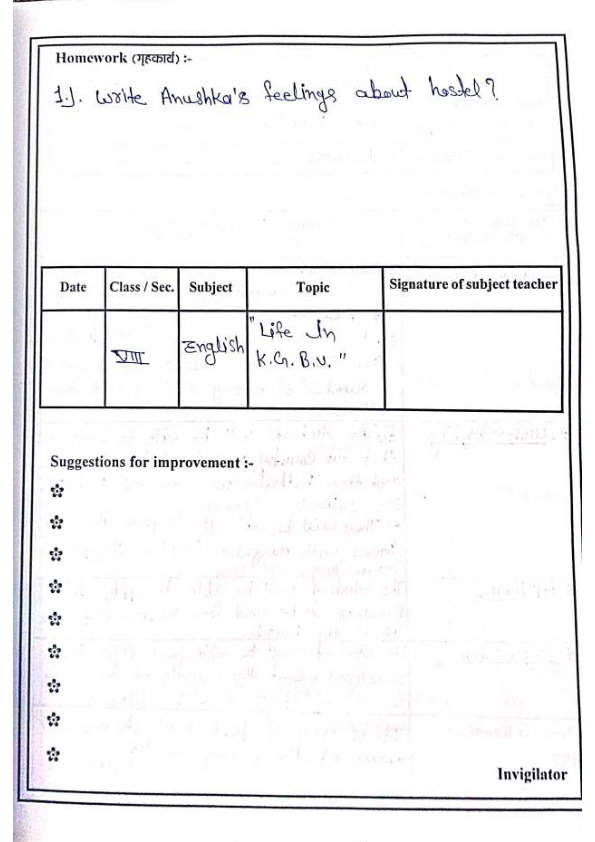 Homework (गृहकार्य) :-
1.). Write Anushka's feelings about hostel?
Date Class / Sec. Subject Topic Signature of subject teacher
VIII English "Life In
K.G.B.V."
Suggestions for improvement :-
Invigilator